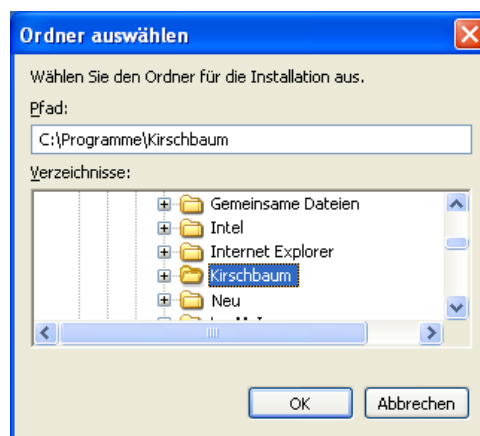 Ordner auswählen
Wählen Sie den Ordner für die Installation aus.
Pfad:
C:\Programme\Kirschbaum
Verzeichnisse:
Gemeinsame Dateien
Intel
Internet Explorer
Kirschbaum
Neu
OK
Abbrechen